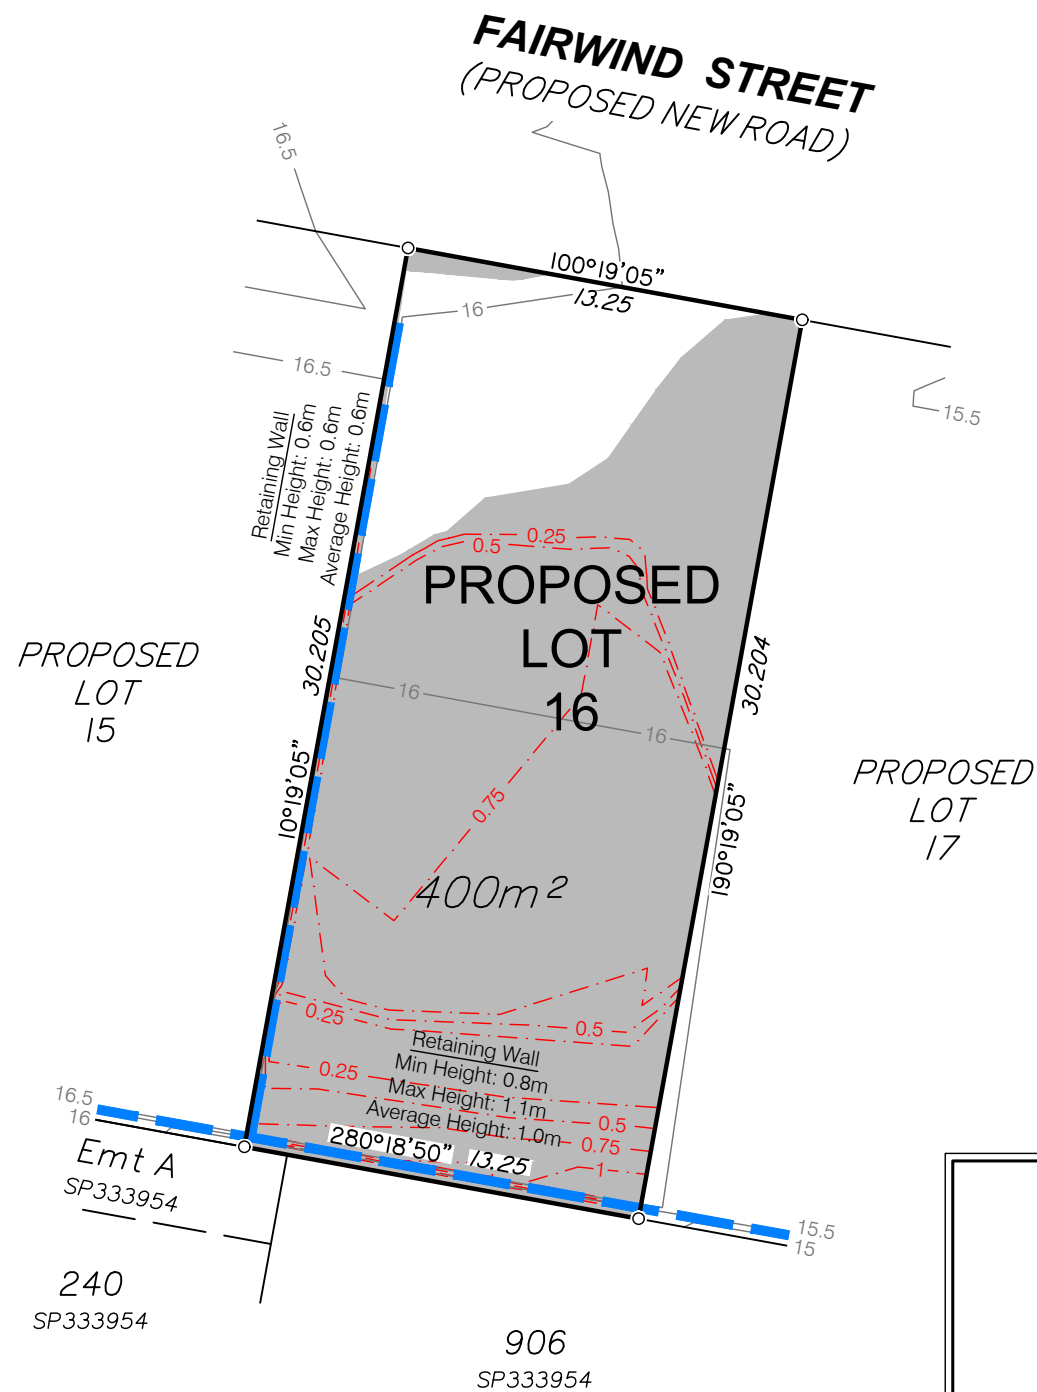 FAIRWIND STREET
(PROPOSED NEW ROAD)
16.5
100°19'05"
13.25
16
16.5
15.5
Retaining Wall
Min Height: 0.6m
Max Height: 0.6m
Average Height: 0.6m
0.25
0.5
PROPOSED
LOT
16
30.205
30.204
PROPOSED
LOT
15
16
16
10°19'05"
0.75
190°19'05"
PROPOSED
LOT
17
400m²
0.25
0.5
Retaining Wall
Min Height: 0.8m
Max Height: 1.1m
Average Height: 1.0m
0.25
0.5
0.75
1
280°18'50" 13.25
16.5
16
Emt A
SP333954
15.5
15
240
SP333954
906
SP333954